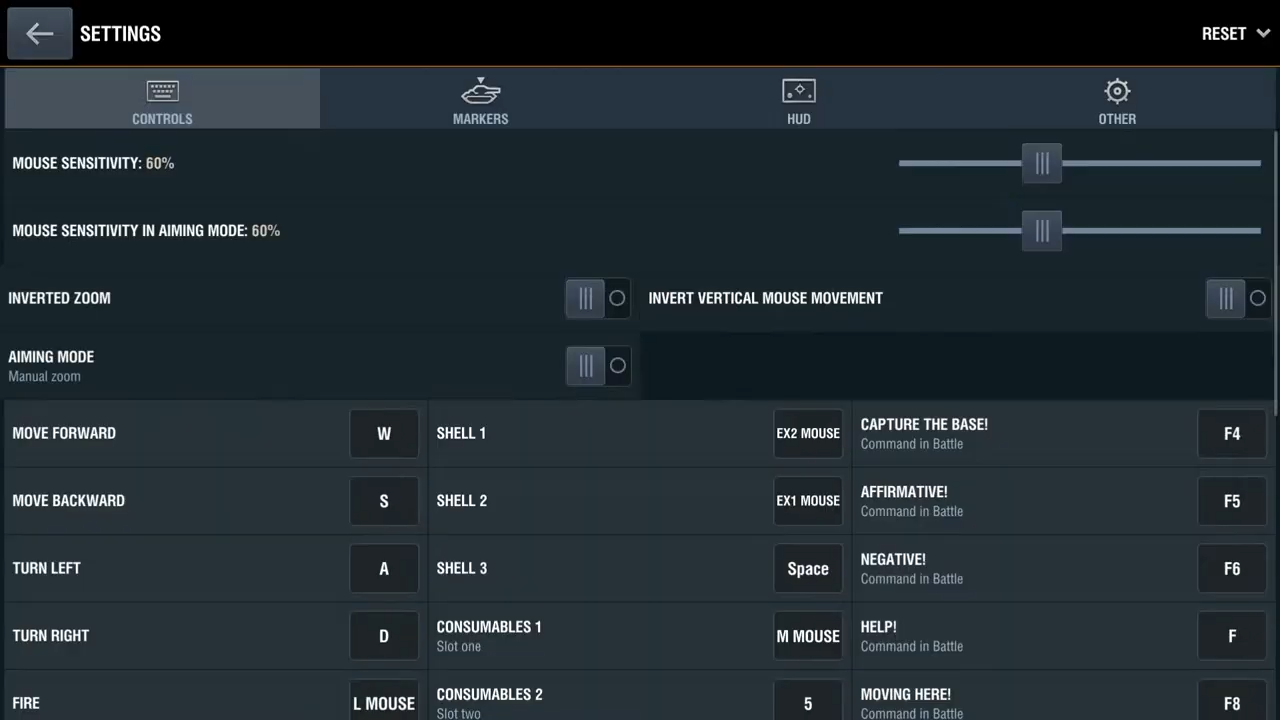 SETTINGS
RESET
CONTROLS
MARKERS
HUD
OTHER
MOUSE SENSITIVITY: 60%
MOUSE SENSITIVITY IN AIMING MODE: 60%
INVERTED ZOOM
INVERT VERTICAL MOUSE MOVEMENT
AIMING MODE
Manual zoom
MOVE FORWARD
W
SHELL 1
EX2 MOUSE
CAPTURE THE BASE!
Command in Battle
F4
MOVE BACKWARD
S
SHELL 2
EX1 MOUSE
AFFIRMATIVE!
Command in Battle
F5
TURN LEFT
A
SHELL 3
Space
NEGATIVE!
Command in Battle
F6
TURN RIGHT
D
CONSUMABLES 1
Slot one
M MOUSE
HELP!
Command in Battle
F
FIRE
L MOUSE
CONSUMABLES 2
Slot two
5
MOVING HERE!
Command in Battle
F8